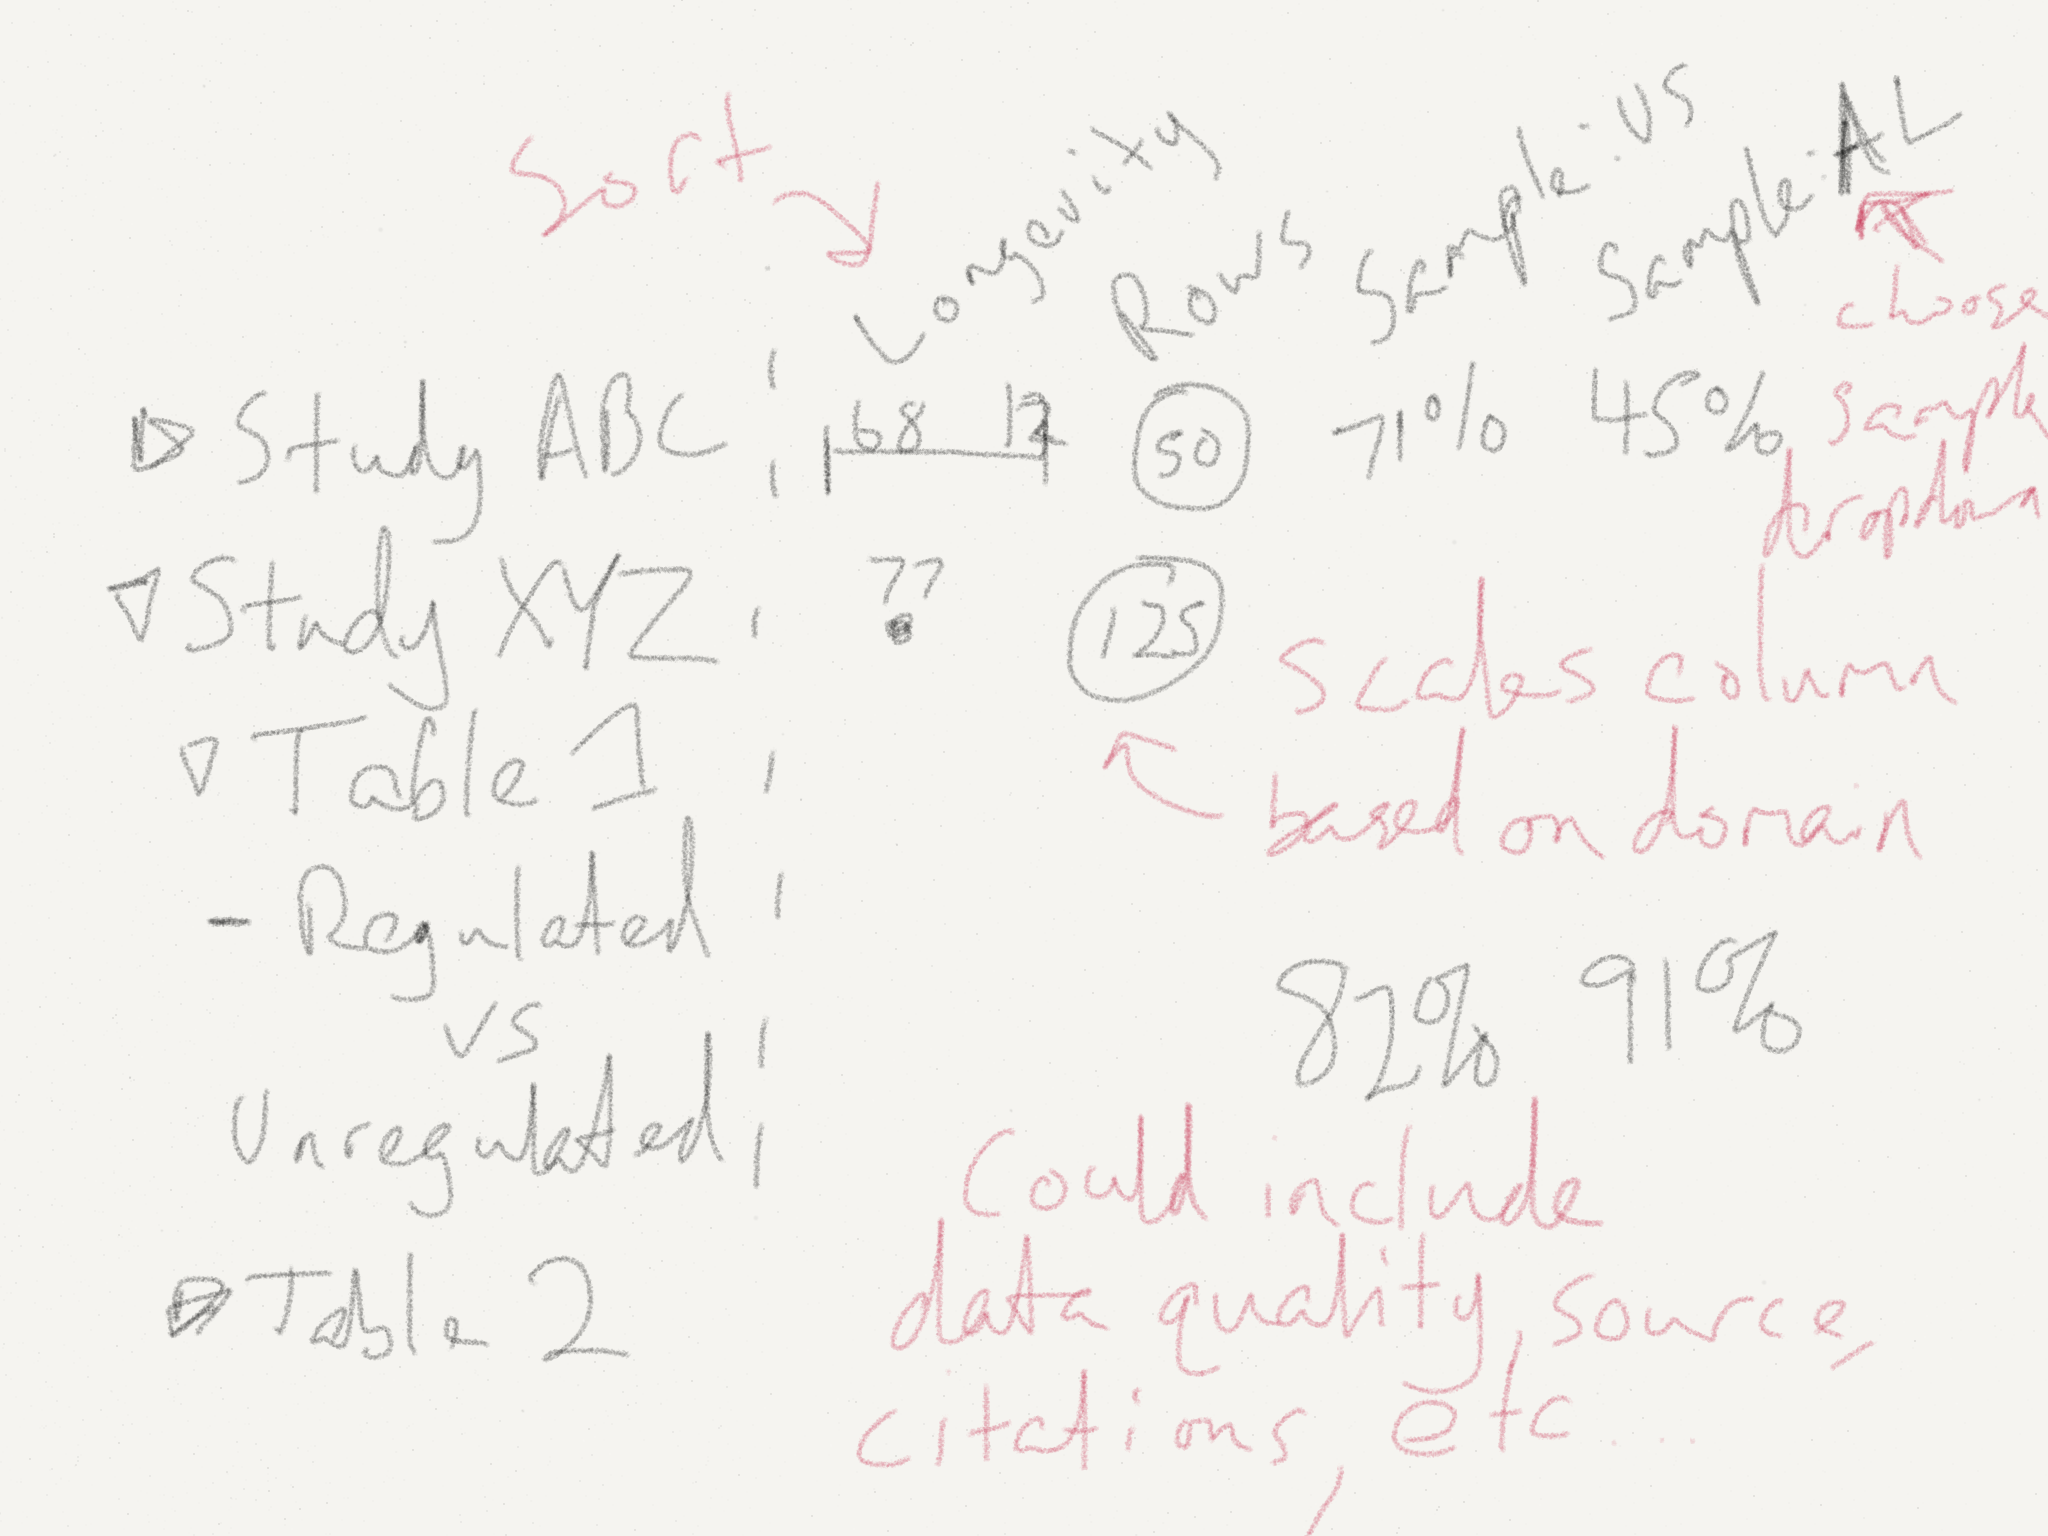 Sort
Longevity
Rows
Sample: US
Sample: AL
choose
sample
dropdown
Study ABC 68 12 50 71% 45%
Study XYZ ?? 125
scales column
based on domain
Table 1
- Regulated
vs
Unregulated
82% 91%
Could include
data quality, source,
citations, etc...
Table 2